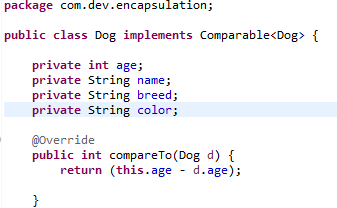 package com.dev.encapsulation;
public class Dog implements Comparable<Dog> {
private int age;
private String name;
private String breed;
private String color;
@Override
public int compareTo(Dog d) {
return (this.age - d.age);
}